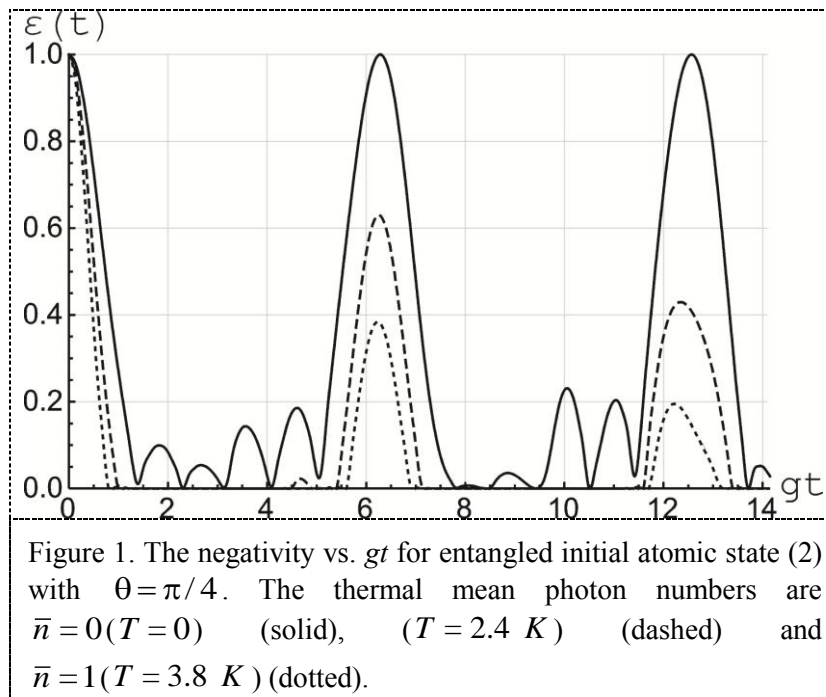 ε(t)
1.0
0.8
0.6
0.4
0.2
0.0
0 2 4 6 8 10 12 14
gt
Figure 1. The negativity vs. gt for entangled initial atomic state (2)
with θ = π/4. The thermal mean photon numbers are
n̅ = 0 (T = 0) (solid), (T = 2.4 K) (dashed) and
n̅ = 1 (T = 3.8 K) (dotted).